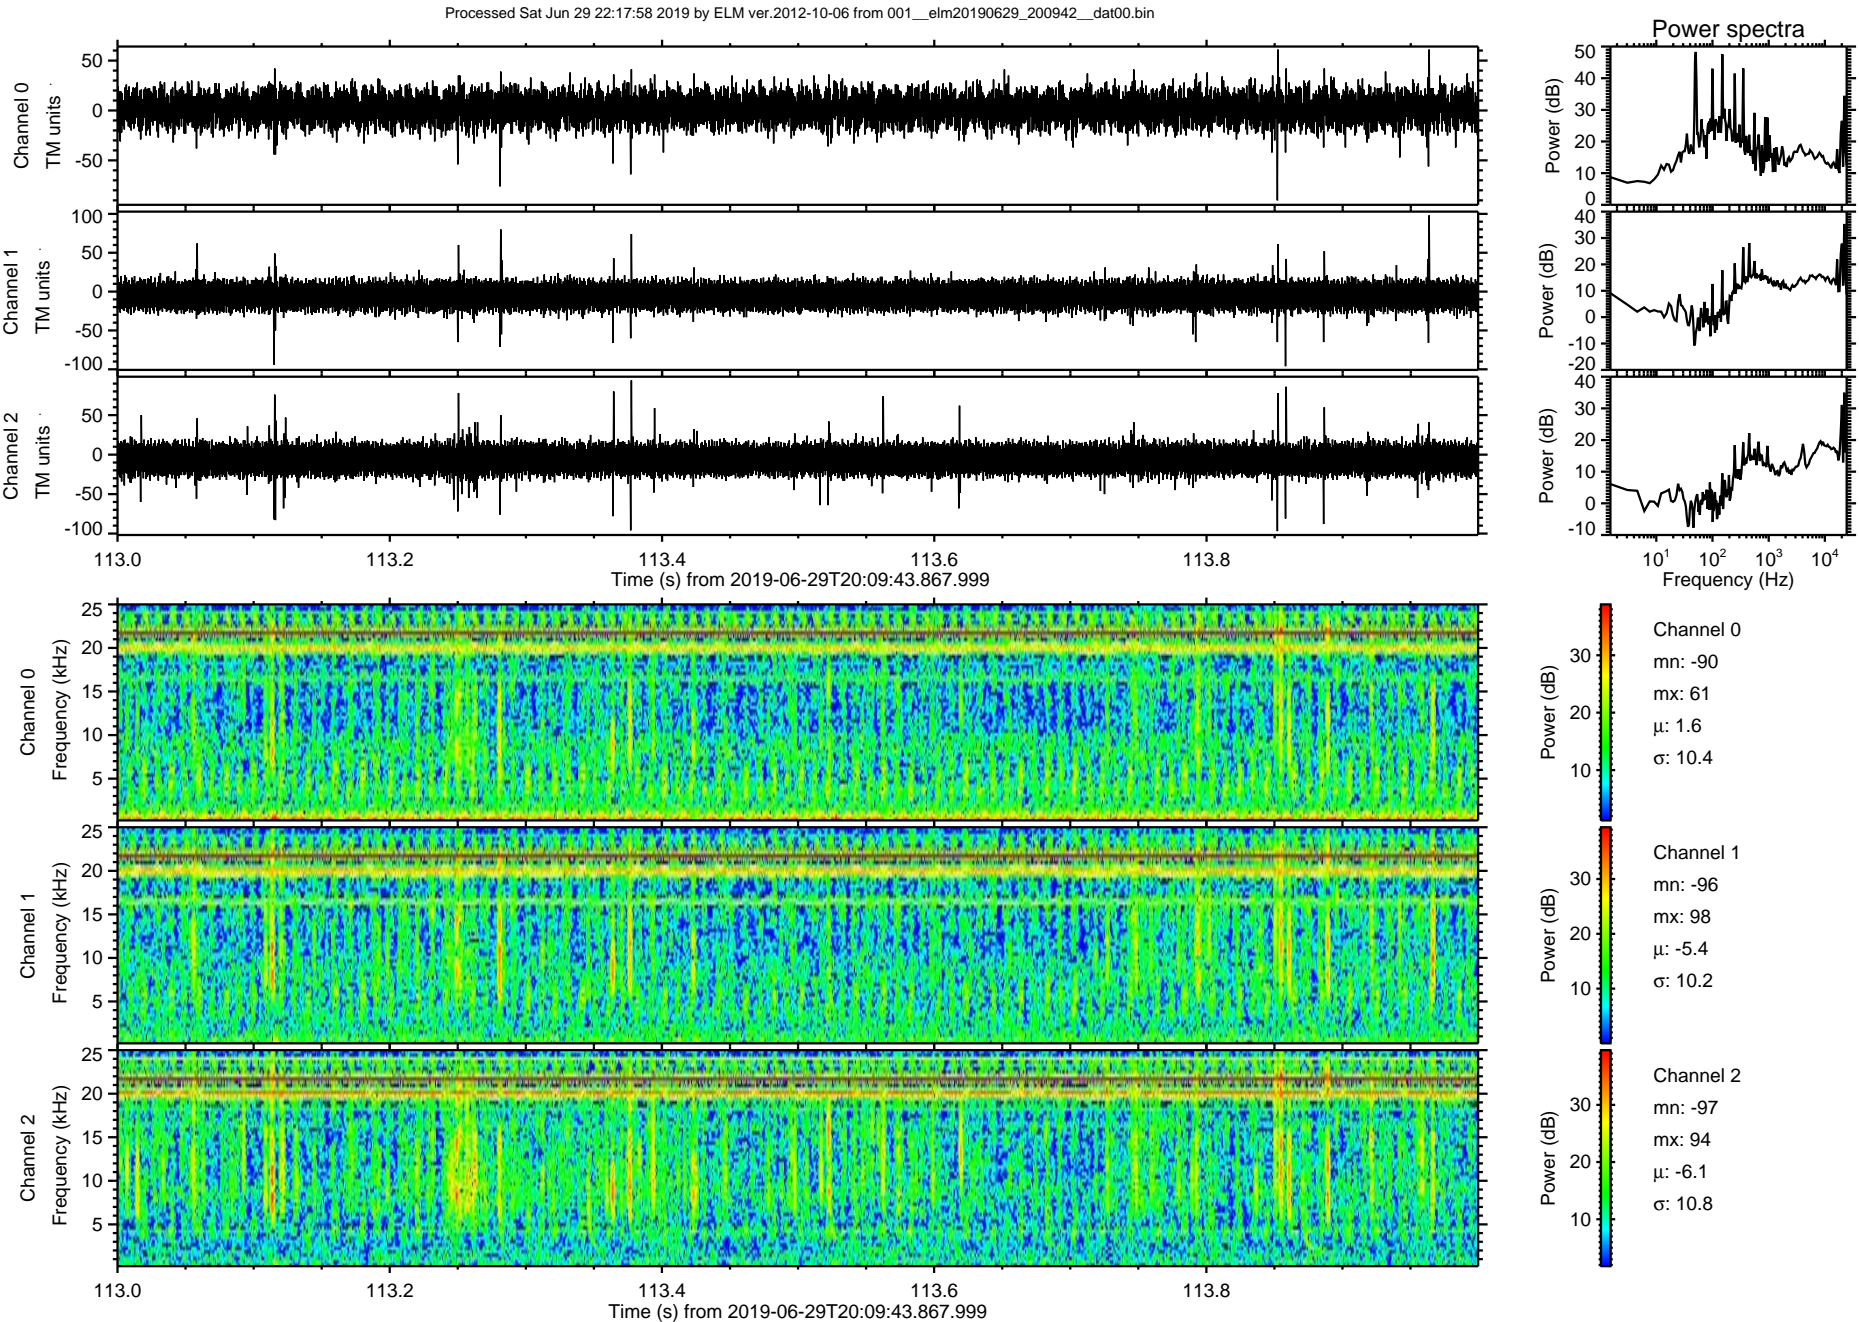 Processed Sat Jun 29 22:17:58 2019 by ELM ver.2012-10-06 from 001__elm20190629_200942__dat00.bin
Power spectra
Channel 0
TM units
50
0
-50
Power (dB)
50
40
30
20
10
0
Channel 1
TM units
100
50
0
-50
-100
Power (dB)
40
30
20
10
0
-10
-20
Channel 2
TM units
50
0
-50
-100
Power (dB)
40
30
20
10
0
-10
113.0 113.2 113.4 113.6 113.8
Time (s) from 2019-06-29T20:09:43.867.999
10¹ 10² 10³ 10⁴
Frequency (Hz)
Channel 0
Frequency (kHz)
25
20
15
10
5
Power (dB)
30
20
10
Channel 0
mn: -90
mx: 61
μ: 1.6
σ: 10.4
Channel 1
Frequency (kHz)
25
20
15
10
5
Power (dB)
30
20
10
Channel 1
mn: -96
mx: 98
μ: -5.4
σ: 10.2
Channel 2
Frequency (kHz)
25
20
15
10
5
Power (dB)
30
20
10
Channel 2
mn: -97
mx: 94
μ: -6.1
σ: 10.8
113.0 113.2 113.4 113.6 113.8
Time (s) from 2019-06-29T20:09:43.867.999